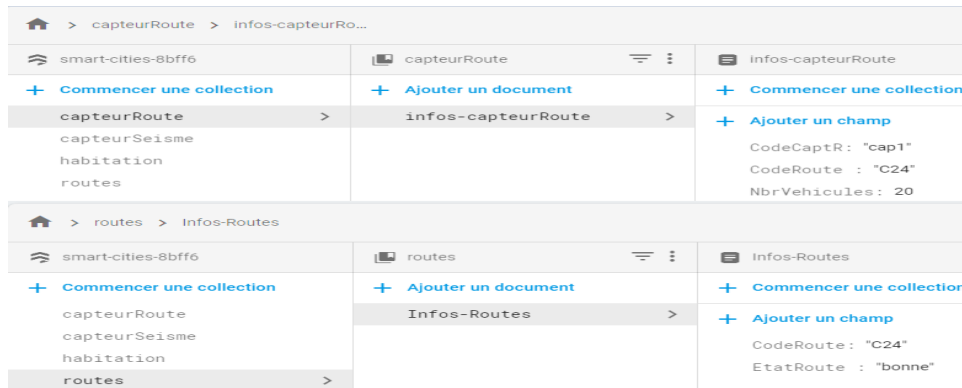 > capteurRoute > infos-capteurRo...
smart-cities-8bff6 capteurRoute infos-capteurRoute
+ Commencer une collection + Ajouter un document + Commencer une collection
capteurRoute > infos-capteurRoute > + Ajouter un champ
capteurSeisme CodeCaptR: "cap1"
habitation CodeRoute : "C24"
routes NbrVehicules: 20
> routes > Infos-Routes
smart-cities-8bff6 routes Infos-Routes
+ Commencer une collection + Ajouter un document + Commencer une collection
capteurRoute Infos-Routes > + Ajouter un champ
capteurSeisme CodeRoute: "C24"
habitation EtatRoute : "bonne"
routes >